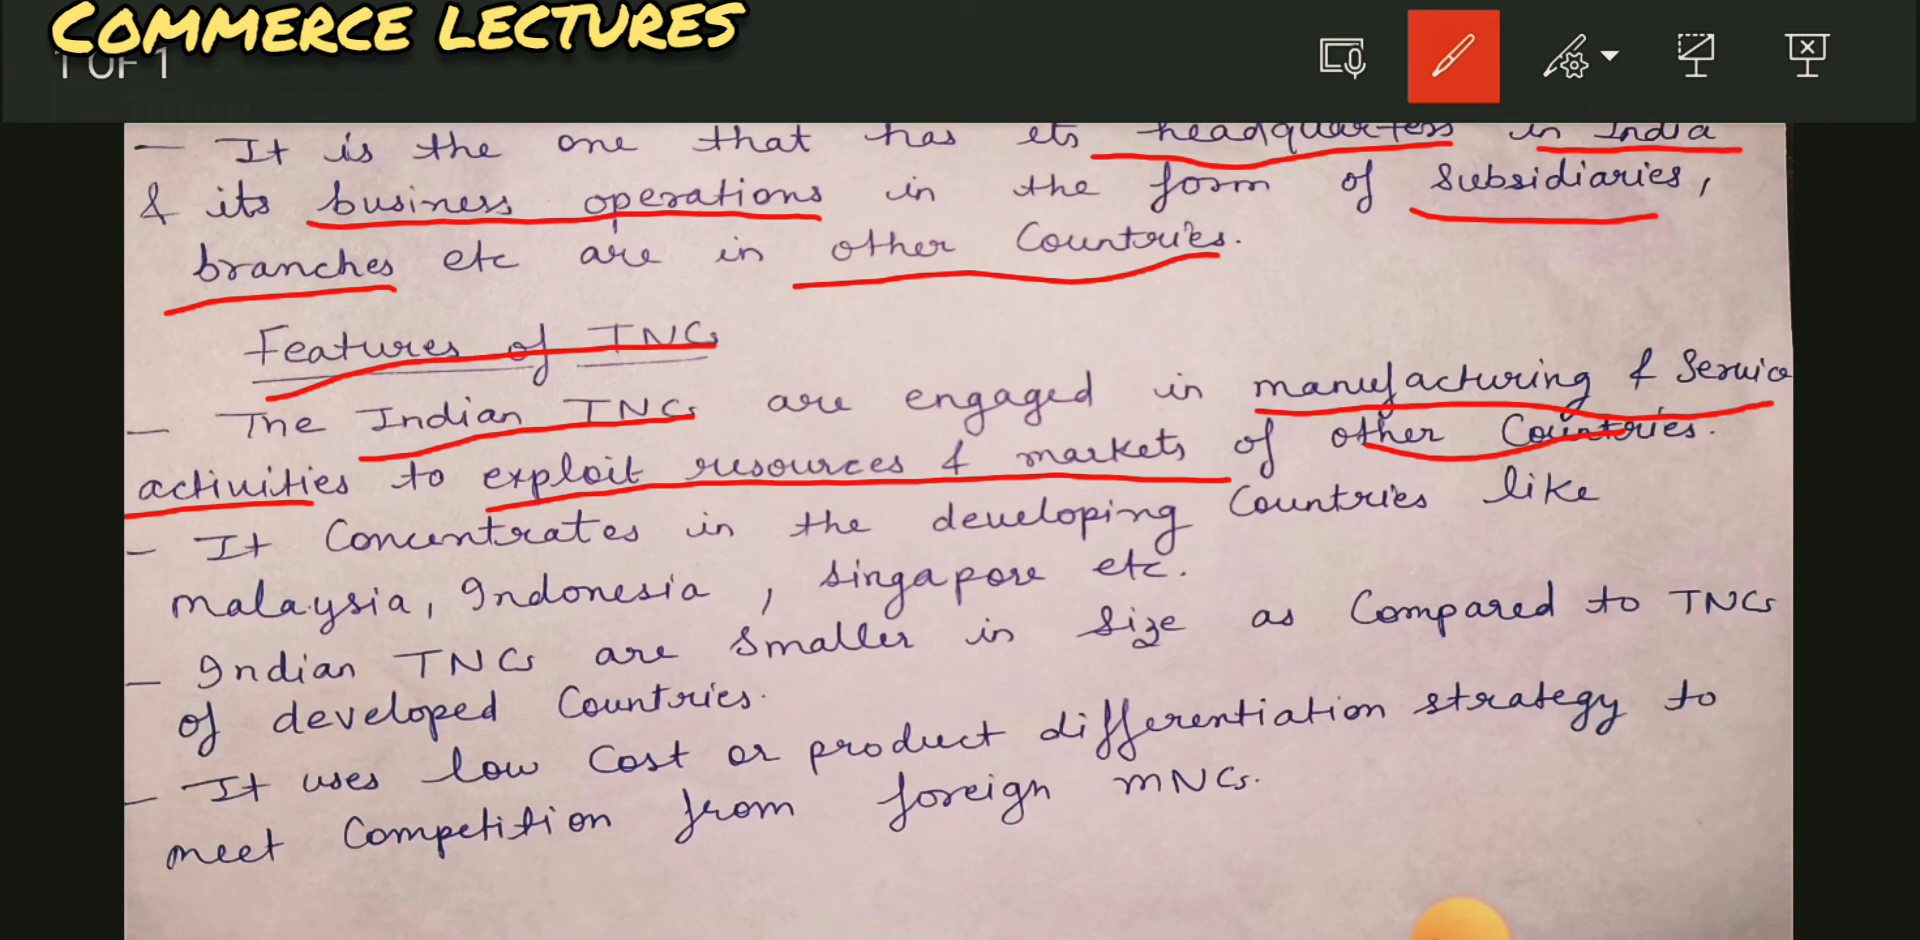 COMMERCE LECTURES
1 OF 1
- It is the one that has its headquarters in India
& its business operations in the form of subsidiaries,
branches etc are in other Countries.
Features of TNCs
- The Indian TNCs are engaged in manufacturing & Service
activities to exploit resources & markets of other Countries.
- It Concentrates in the developing Countries like
malaysia, Indonesia, singapore etc.
- Indian TNCs are smaller in size as Compared to TNCs
of developed Countries.
- It uses low Cost or product differentiation strategy to
meet Competition from foreign MNCs.